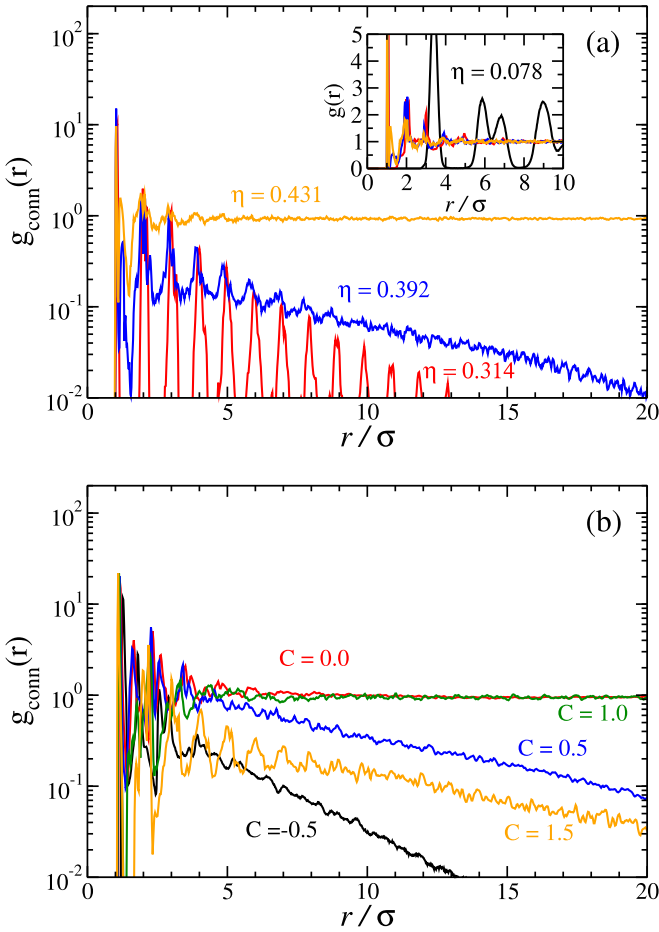 (a)
10²
10¹
10⁰
10⁻¹
10⁻²
g_conn(r)
η = 0.431
η = 0.392
η = 0.314
0 5 10 15 20
r / σ
5
4
3
2
1
0
g(r)
η = 0.078
0 2 4 6 8 10
r / σ
(b)
10²
10¹
10⁰
10⁻¹
10⁻²
g_conn(r)
C = 0.0
C = 1.0
C = 0.5
C = 1.5
C =-0.5
0 5 10 15 20
r / σ